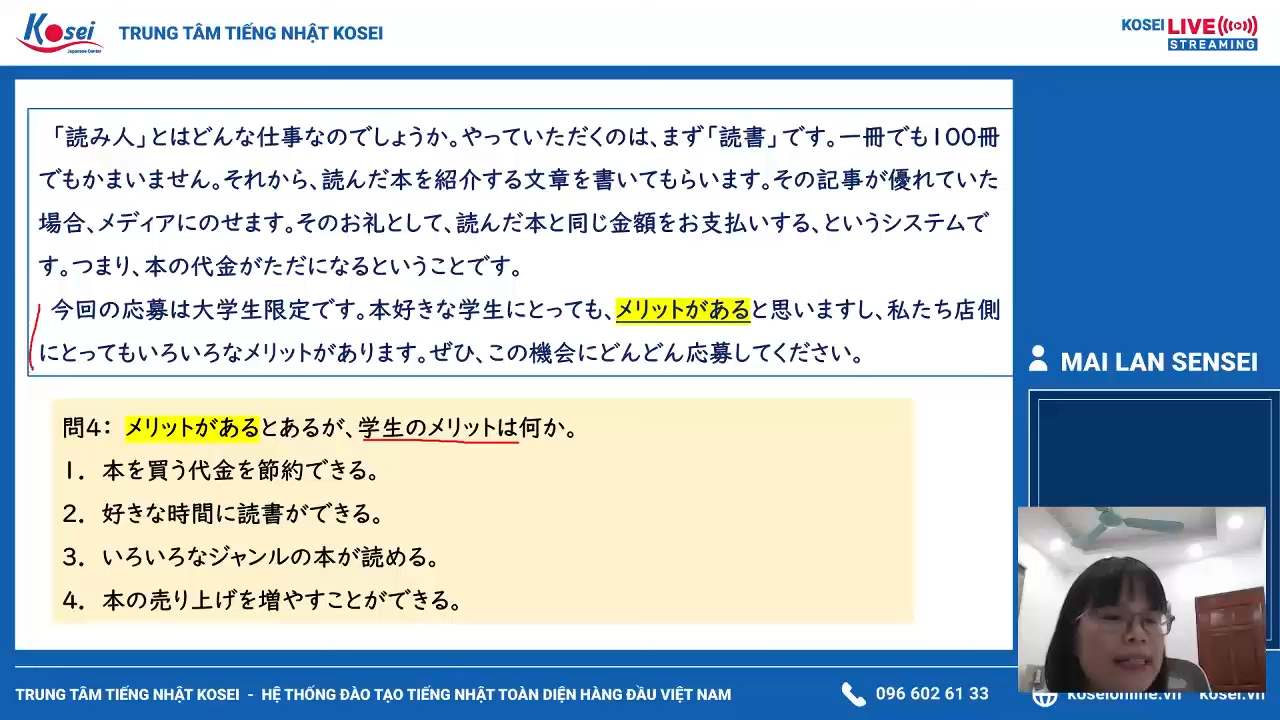 Kosei
Japanese Center
TRUNG TÂM TIẾNG NHẬT KOSEI
KOSEI LIVE
STREAMING
「読み人」とはどんな仕事なのでしょうか。やっていただくのは、まず「読書」です。一冊でも100冊
でもかまいません。それから、読んだ本を紹介する文章を書いてもらいます。その記事が優れていた
場合、メディアにのせます。そのお礼として、読んだ本と同じ金額をお支払いする、というシステムで
す。つまり、本の代金がただになるということです。
今回の応募は大学生限定です。本好きな学生にとっても、メリットがあると思いますし、私たち店側
にとってもいろいろなメリットがあります。ぜひ、この機会にどんどん応募してください。
問4： メリットがあるとあるが、学生のメリットは何か。
1. 本を買う代金を節約できる。
2. 好きな時間に読書ができる。
3. いろいろなジャンルの本が読める。
4. 本の売り上げを増やすことができる。
MAI LAN SENSEI
TRUNG TÂM TIẾNG NHẬT KOSEI - HỆ THỐNG ĐÀO TẠO TIẾNG NHẬT TOÀN DIỆN HÀNG ĐẦU VIỆT NAM
096 602 61 33
koseionline.vn kosei.vn